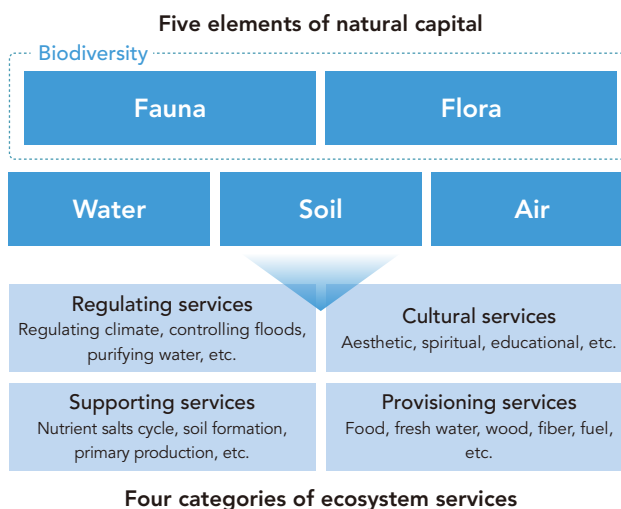 Five elements of natural capital
Biodiversity
Fauna
Flora
Water
Soil
Air
Regulating services
Regulating climate, controlling floods,
purifying water, etc.
Cultural services
Aesthetic, spiritual, educational, etc.
Supporting services
Nutrient salts cycle, soil formation,
primary production, etc.
Provisioning services
Food, fresh water, wood, fiber, fuel,
etc.
Four categories of ecosystem services